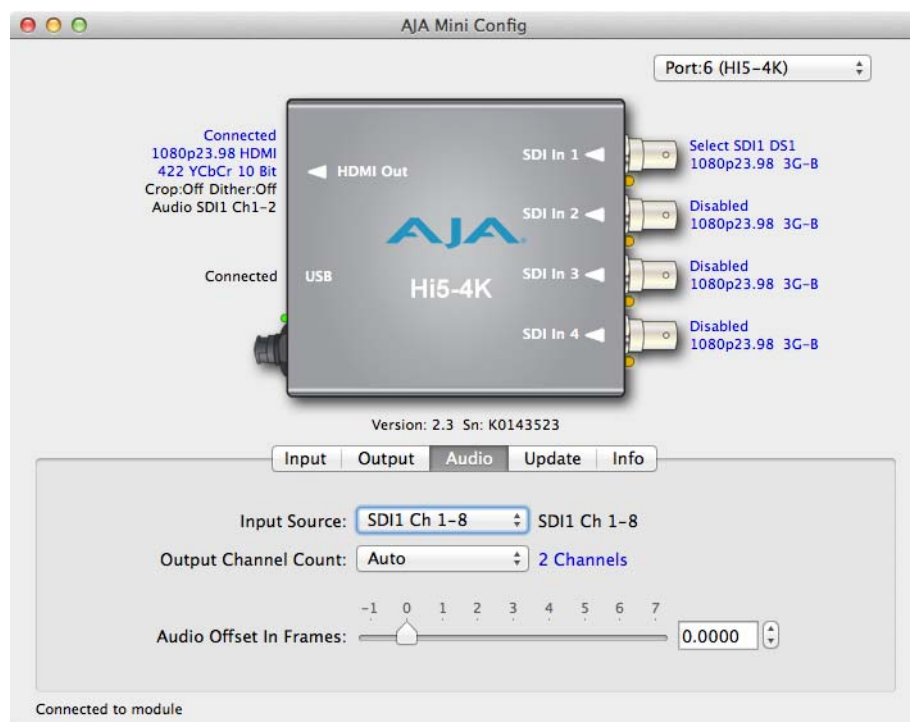 AJA Mini Config
Port:6 (HI5-4K)
Connected
1080p23.98 HDMI
422 YCbCr 10 Bit
Crop:Off Dither:Off
Audio SDI1 Ch1-2
Connected
HDMI Out
USB
AJA
Hi5-4K
SDI In 1
SDI In 2
SDI In 3
SDI In 4
Select SDI1 DS1
1080p23.98 3G-B
Disabled
1080p23.98 3G-B
Disabled
1080p23.98 3G-B
Disabled
1080p23.98 3G-B
Version: 2.3 Sn: K0143523
Input Output Audio Update Info
Input Source: SDI1 Ch 1-8 SDI1 Ch 1-8
Output Channel Count: Auto 2 Channels
-1 0 1 2 3 4 5 6 7
Audio Offset In Frames: 0.0000
Connected to module